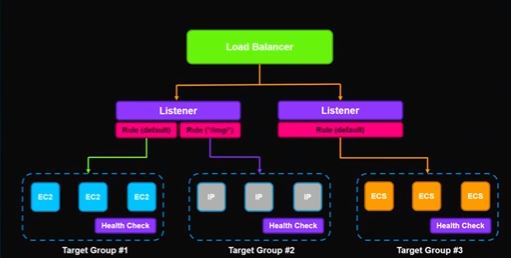 Load Balancer
Listener
Listener
Rule (default)
Rule (*/img/*)
Rule (default)
EC2
EC2
EC2
IP
IP
IP
ECS
ECS
ECS
Health Check
Health Check
Health Check
Target Group #1
Target Group #2
Target Group #3